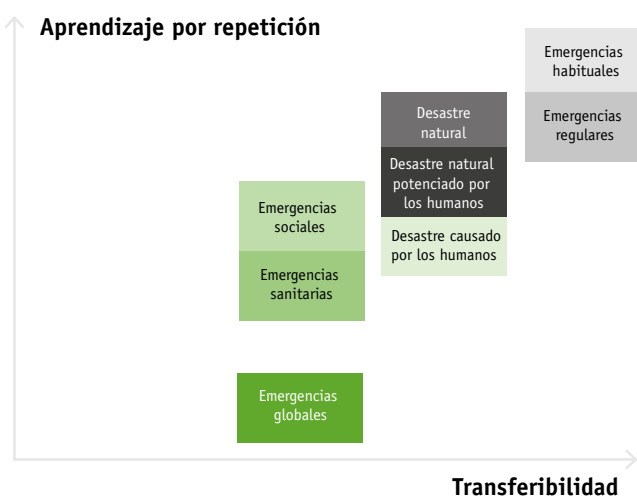 Aprendizaje por repetición
Emergencias
habituales
Emergencias
regulares
Desastre
natural
Desastre natural
potenciado por
los humanos
Desastre causado
por los humanos
Emergencias
sociales
Emergencias
sanitarias
Emergencias
globales
Transferibilidad